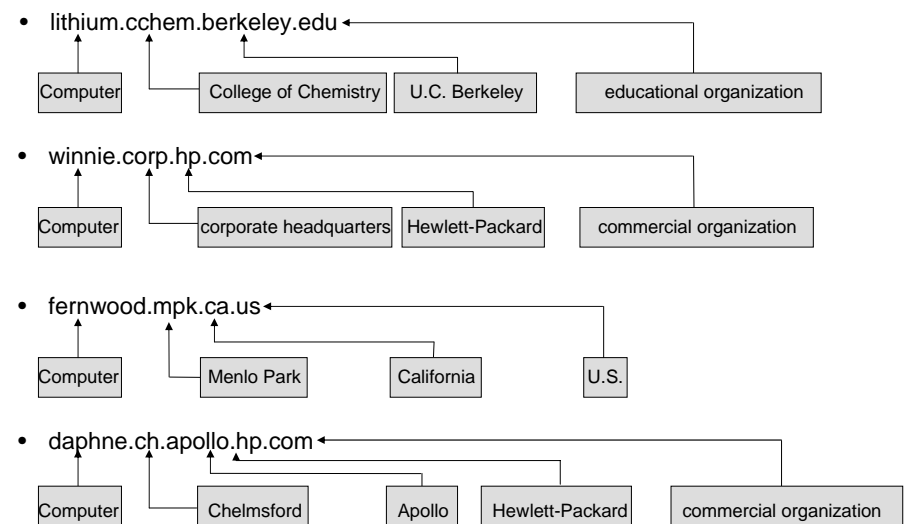 • lithium.cchem.berkeley.edu
Computer College of Chemistry U.C. Berkeley educational organization
• winnie.corp.hp.com
Computer corporate headquarters Hewlett-Packard commercial organization
• fernwood.mpk.ca.us
Computer Menlo Park California U.S.
• daphne.ch.apollo.hp.com
Computer Chelmsford Apollo Hewlett-Packard commercial organization